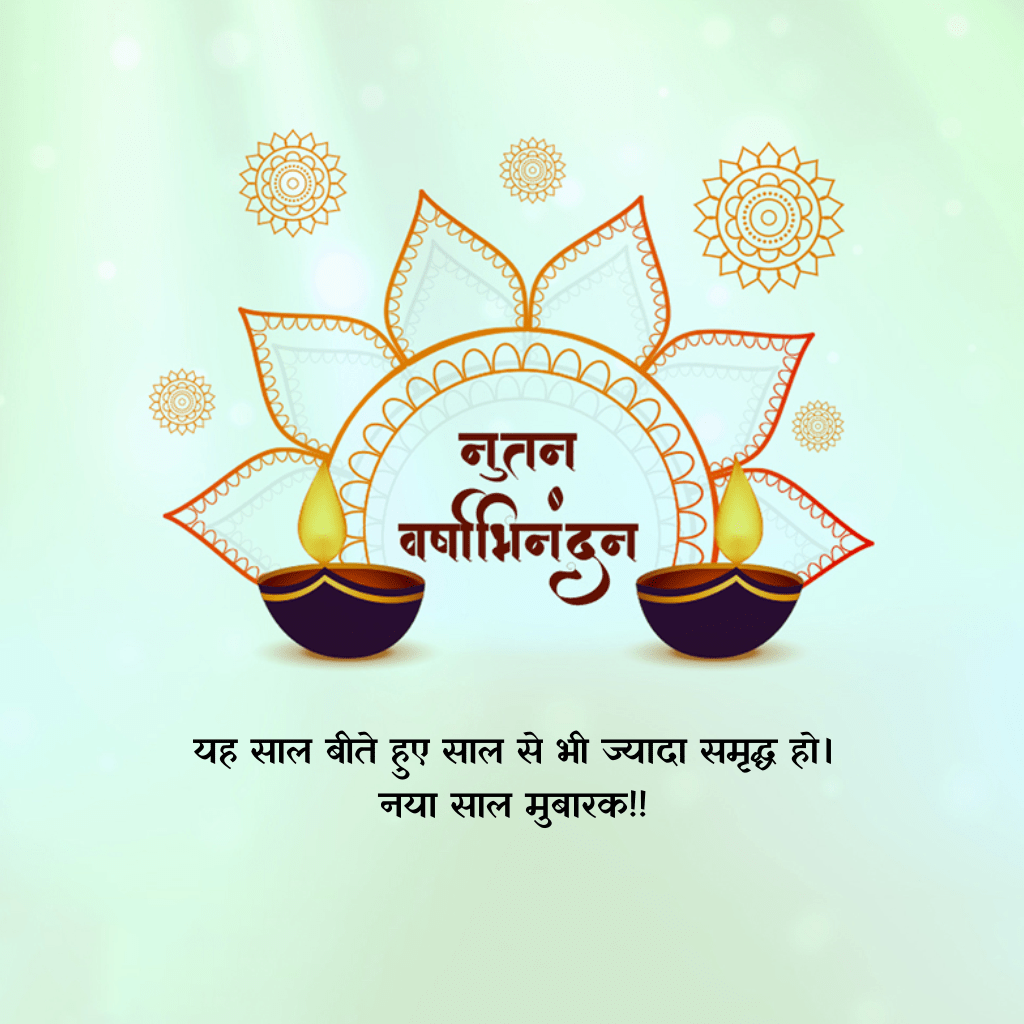 नुतन
वर्षाभिनंदन
यह साल बीते हुए साल से भी ज्यादा समृद्ध हो।
नया साल मुबारक!!